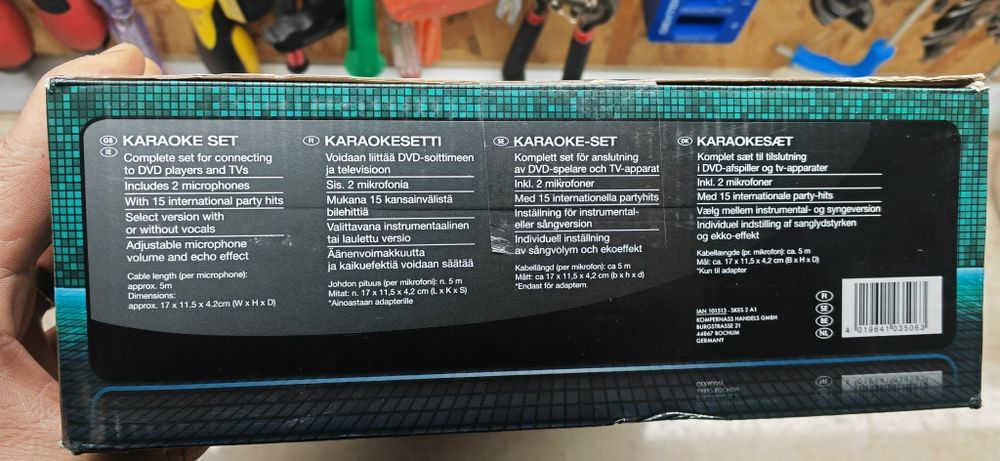 GB IE KARAOKE SET
Complete set for connecting
to DVD players and TVs
Includes 2 microphones
With 15 international party hits
Select version with
or without vocals
Adjustable microphone
volume and echo effect
Cable length (per microphone):
approx. 5m
Dimensions:
approx. 17 x 11.5 x 4.2cm (W x H x D)
FI KARAOKESETTI
Voidaan liittää DVD-soittimeen
ja televisioon
Sis. 2 mikrofonia
Mukana 15 kansainvälistä
bilehittiä
Valittavana instrumentaalinen
tai laulettu versio
Äänenvoimakkuutta
ja kaikuefektiä voidaan säätää
Johdon pituus (per mikrofoni): n. 5 m
Mitat: n. 17 x 11,5 x 4,2 cm (L x K x S)
*Ainoastaan adapterille
SE KARAOKE-SET
Komplett set för anslutning
av DVD-spelare och TV-apparat
Inkl. 2 mikrofoner
Med 15 internationella partyhits
Inställning för instrumental-
eller sångversion
Individuell inställning
av sångvolym och ekoeffekt
Kabellängd (per mikrofon): ca 5 m
Mått: ca 17 x 11,5 x 4,2 cm (b x h x d)
*Endast för adaptern
DK KARAOKESÆT
Komplet sæt til tilslutning
i DVD-afspiller og tv-apparater
Inkl. 2 mikrofoner
Med 15 internationale party-hits
Vælg mellem instrumental- og syngeversion
Individuel indstilling af sanglydstyrken
og ekko-effekt
Kabellængde (pr. mikrofon): ca. 5 m
Mål: ca. 17 x 11,5 x 4,2 cm (B x H x D)
*Kun til adapter
IAN 101513 - SKES 2 A1
KOMPERNASS HANDELS GMBH
BURGSTRASSE 21
44867 BOCHUM
GERMANY
FI
SE
BE
NL
4 019641 035063